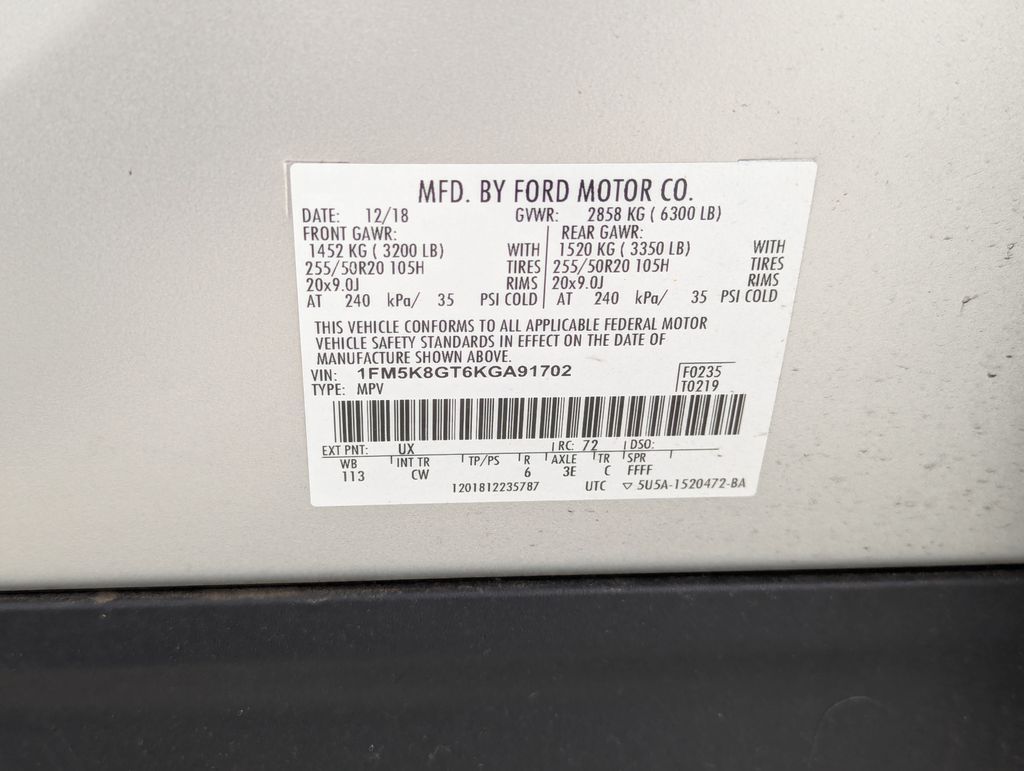 MFD. BY FORD MOTOR CO.
DATE: 12/18 GVWR: 2858 KG ( 6300 LB)
FRONT GAWR: REAR GAWR:
1452 KG ( 3200 LB) WITH 1520 KG ( 3350 LB) WITH
255/50R20 105H TIRES 255/50R20 105H TIRES
20x9.0J RIMS 20x9.0J RIMS
AT 240 kPa/ 35 PSI COLD AT 240 kPa/ 35 PSI COLD
THIS VEHICLE CONFORMS TO ALL APPLICABLE FEDERAL MOTOR
VEHICLE SAFETY STANDARDS IN EFFECT ON THE DATE OF
MANUFACTURE SHOWN ABOVE.
VIN: 1FM5K8GT6KGA91702 F0235
TYPE: MPV T0219
EXT PNT: UX RC: 72 DSO:
WB INT TR TP/PS R AXLE TR SPR
113 CW 6 3E C FFFF
1201812235787 UTC ▽ 5U5A-1520472-BA